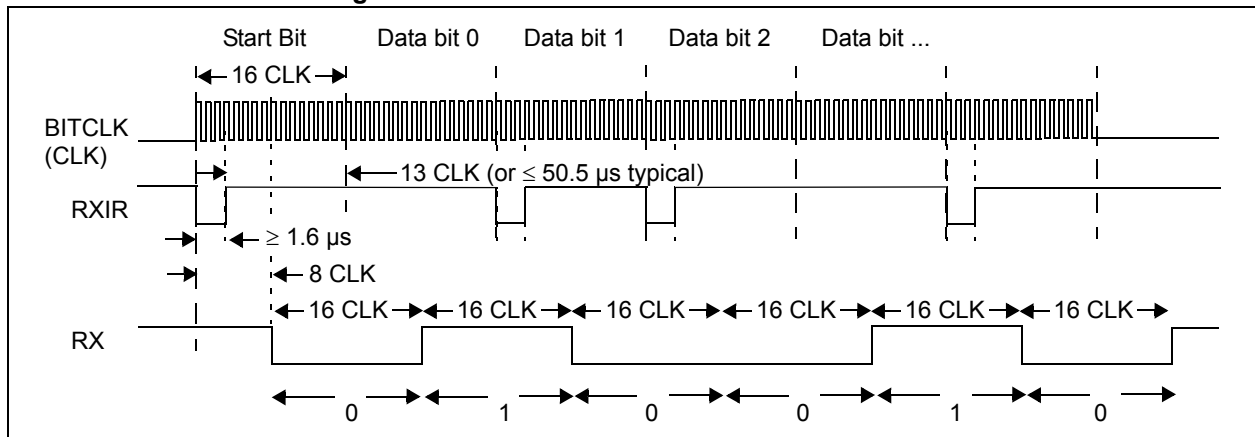 Start Bit Data bit 0 Data bit 1 Data bit 2 Data bit ...
16 CLK
BITCLK
(CLK)
13 CLK (or ≤ 50.5 µs typical)
RXIR
≥ 1.6 µs
8 CLK
16 CLK 16 CLK 16 CLK 16 CLK 16 CLK 16 CLK
RX
0 1 0 0 1 0